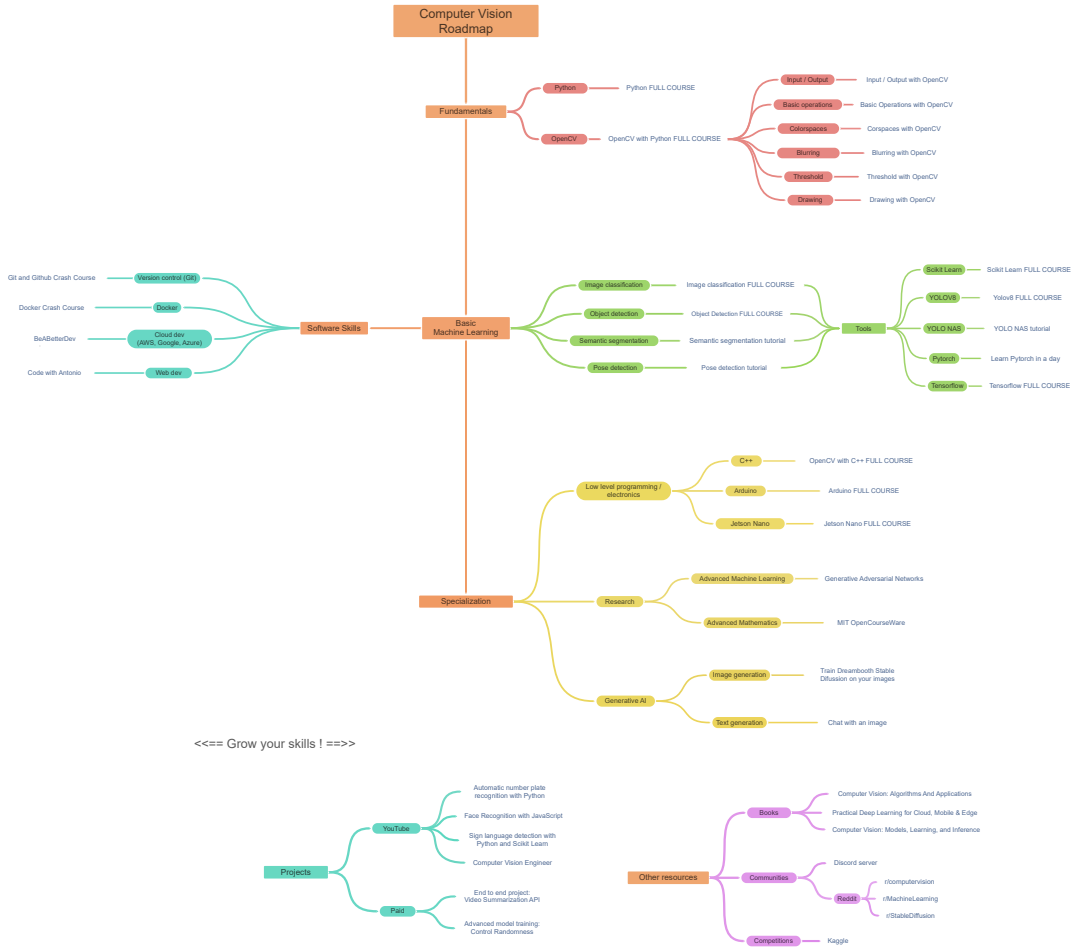 Computer Vision
Roadmap
Fundamentals
Python
Python FULL COURSE
OpenCV
OpenCV with Python FULL COURSE
Input / Output
Input / Output with OpenCV
Basic operations
Basic Operations with OpenCV
Colorspaces
Corspaces with OpenCV
Blurring
Blurring with OpenCV
Threshold
Threshold with OpenCV
Drawing
Drawing with OpenCV
Git and Github Crash Course
Version control (Git)
Docker Crash Course
Docker
BeABetterDev
Cloud dev
(AWS, Google, Azure)
Code with Antonio
Web dev
Software Skills
Basic
Machine Learning
Image classification
Image classification FULL COURSE
Object detection
Object Detection FULL COURSE
Semantic segmentation
Semantic segmentation tutorial
Pose detection
Pose detection tutorial
Tools
Scikit Learn
Scikit Learn FULL COURSE
YOLOV8
Yolov8 FULL COURSE
YOLO NAS
YOLO NAS tutorial
Pytorch
Learn Pytorch in a day
Tensorflow
Tensorflow FULL COURSE
Specialization
Low level programming /
electronics
C++
OpenCV with C++ FULL COURSE
Arduino
Arduino FULL COURSE
Jetson Nano
Jetson Nano FULL COURSE
Research
Advanced Machine Learning
Generative Adversarial Networks
Advanced Mathematics
MIT OpenCourseWare
Generative AI
Image generation
Train Dreambooth Stable
Difussion on your images
Text generation
Chat with an image
<<== Grow your skills ! ==>>
Projects
YouTube
Automatic number plate
recognition with Python
Face Recognition with JavaScript
Sign language detection with
Python and Scikit Learn
Computer Vision Engineer
Paid
End to end project:
Video Summarization API
Advanced model training:
Control Randomness
Other resources
Books
Computer Vision: Algorithms And Applications
Practical Deep Learning for Cloud, Mobile & Edge
Computer Vision: Models, Learning, and Inference
Communities
Discord server
Reddit
r/computervision
r/MachineLearning
r/StableDiffusion
Competitions
Kaggle